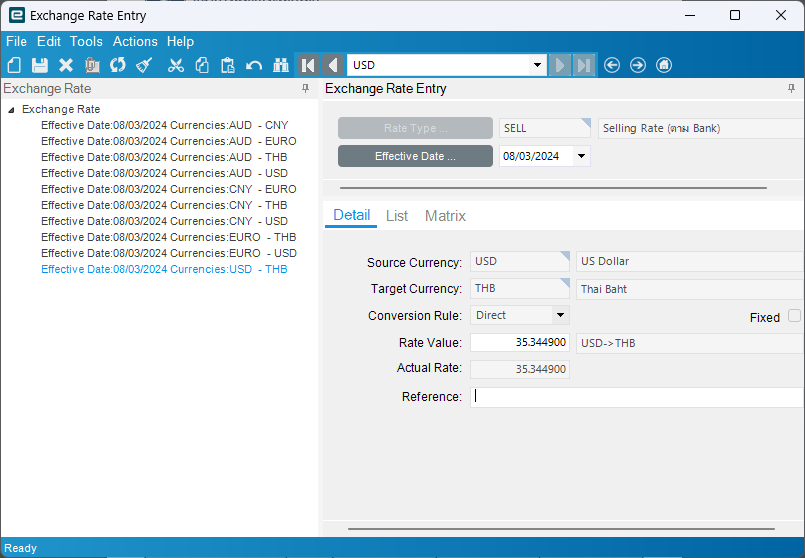 Exchange Rate Entry
File Edit Tools Actions Help
USD
Exchange Rate
Exchange Rate
Effective Date:08/03/2024 Currencies:AUD - CNY
Effective Date:08/03/2024 Currencies:AUD - EURO
Effective Date:08/03/2024 Currencies:AUD - THB
Effective Date:08/03/2024 Currencies:AUD - USD
Effective Date:08/03/2024 Currencies:CNY - EURO
Effective Date:08/03/2024 Currencies:CNY - THB
Effective Date:08/03/2024 Currencies:CNY - USD
Effective Date:08/03/2024 Currencies:EURO - THB
Effective Date:08/03/2024 Currencies:EURO - USD
Effective Date:08/03/2024 Currencies:USD - THB
Exchange Rate Entry
Rate Type ... SELL Selling Rate (ตาม Bank)
Effective Date ... 08/03/2024
Detail List Matrix
Source Currency: USD US Dollar
Target Currency: THB Thai Baht
Conversion Rule: Direct Fixed
Rate Value: 35.344900 USD->THB
Actual Rate: 35.344900
Reference:
Ready